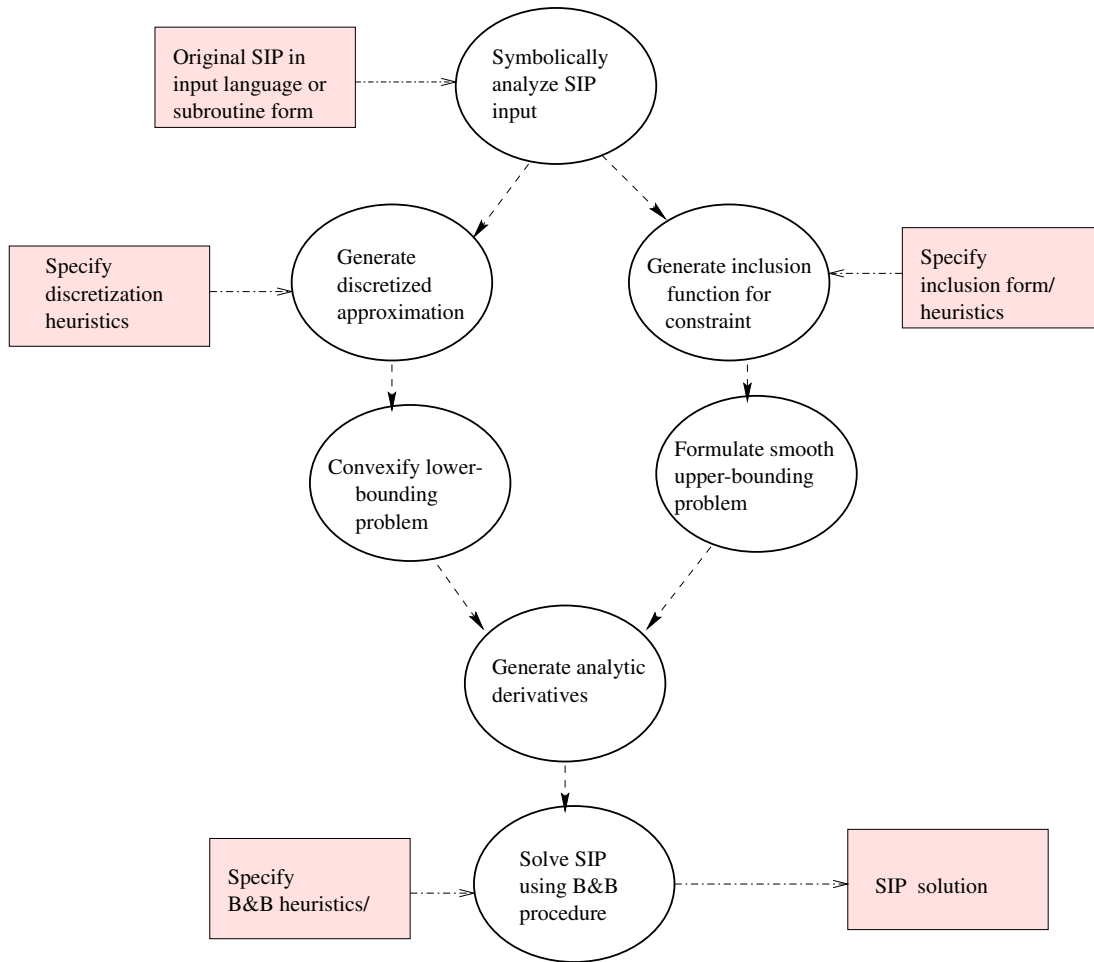 Original SIP in
input language or
subroutine form
Symbolically
analyze SIP
input
Specify
discretization
heuristics
Generate
discretized
approximation
Generate inclusion
function for
constraint
Specify
inclusion form/
heuristics
Convexify lower-
bounding
problem
Formulate smooth
upper-bounding
problem
Generate analytic
derivatives
Specify
B&B heuristics/
Solve SIP
using B&B
procedure
SIP solution